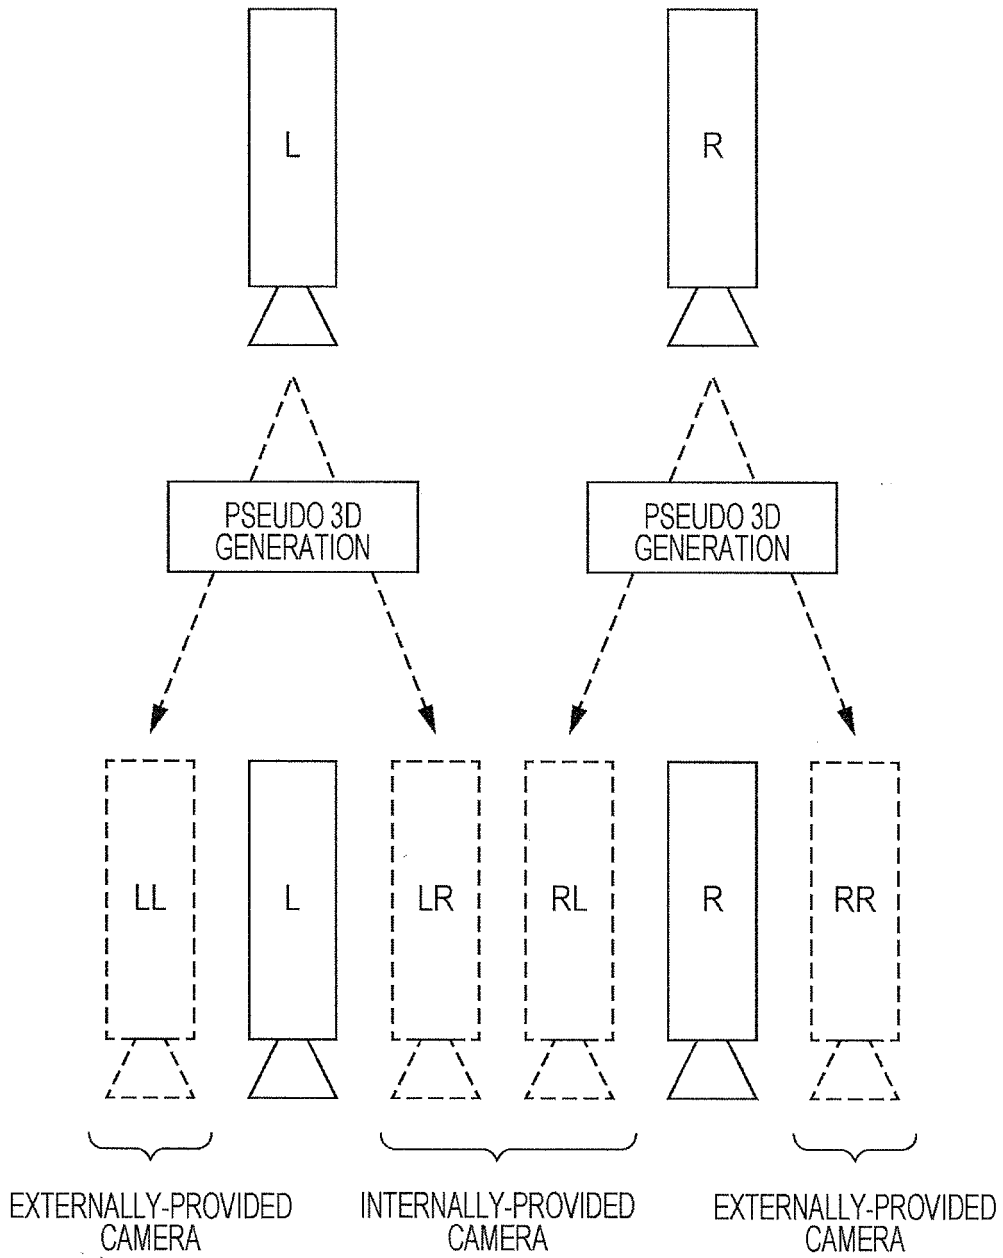 L
R
PSEUDO 3D
GENERATION
PSEUDO 3D
GENERATION
LL
L
LR
RL
R
RR
EXTERNALLY-PROVIDED
CAMERA
INTERNALLY-PROVIDED
CAMERA
EXTERNALLY-PROVIDED
CAMERA